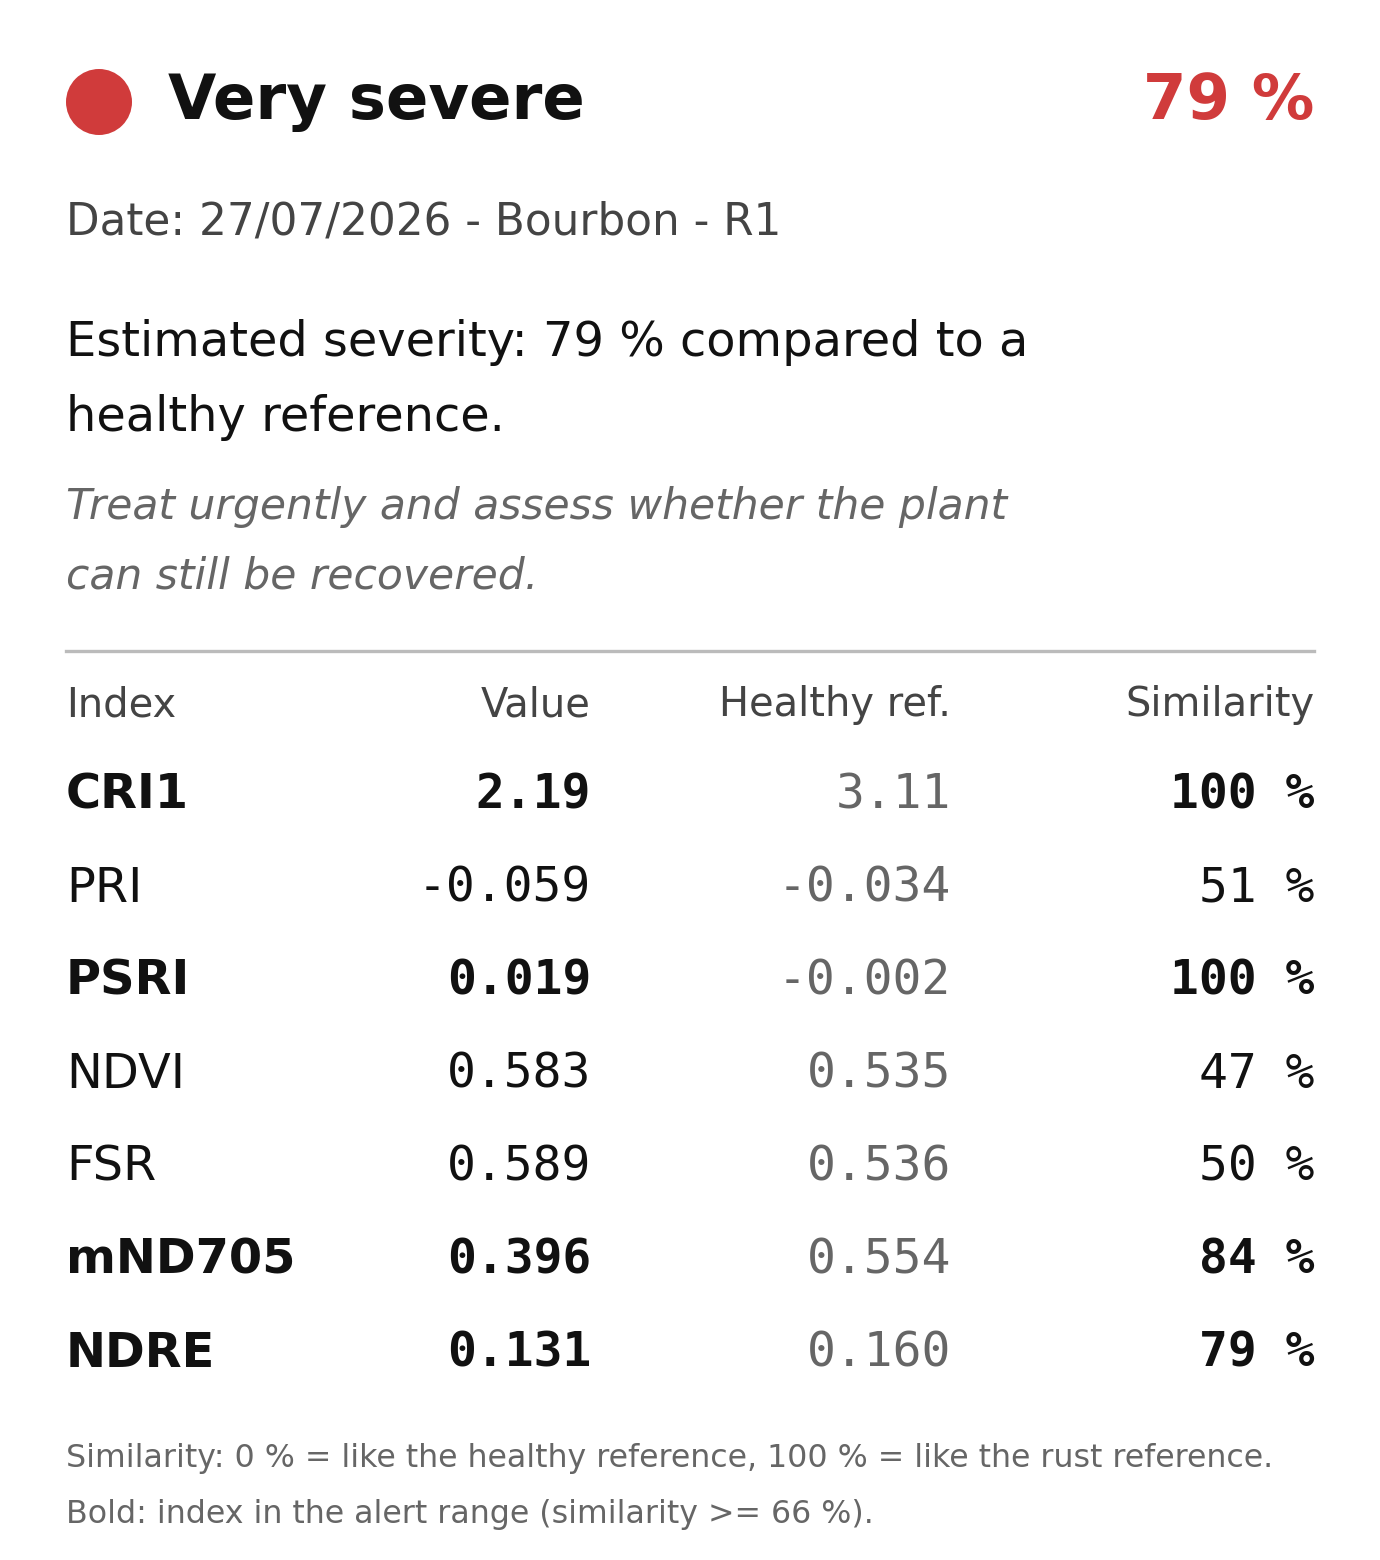 Very severe 79 %
Date: 27/07/2026 - Bourbon - R1
Estimated severity: 79 % compared to a
healthy reference.
Treat urgently and assess whether the plant
can still be recovered.
Index Value Healthy ref. Similarity
CRI1 2.19 3.11 100 %
PRI -0.059 -0.034 51 %
PSRI 0.019 -0.002 100 %
NDVI 0.583 0.535 47 %
FSR 0.589 0.536 50 %
mND705 0.396 0.554 84 %
NDRE 0.131 0.160 79 %
Similarity: 0 % = like the healthy reference, 100 % = like the rust reference.
Bold: index in the alert range (similarity >= 66 %).